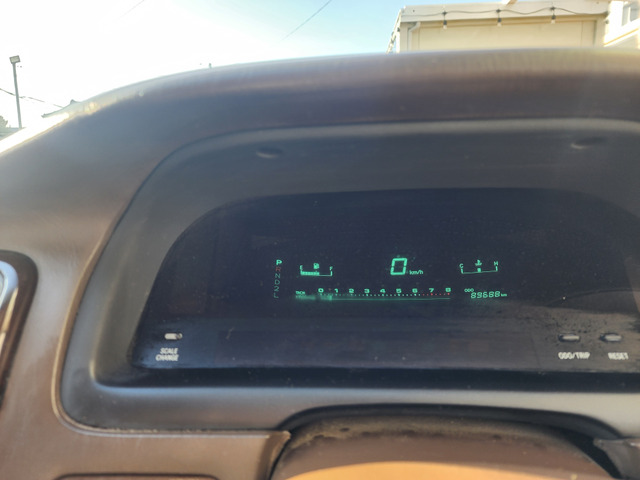 P
R
N
D
2
L
F
0 km/h
C H
TACH 0 1 2 3 4 5 6 7 8
ODO
89688 km
SCALE
CHANGE
ODO/TRIP
RESET